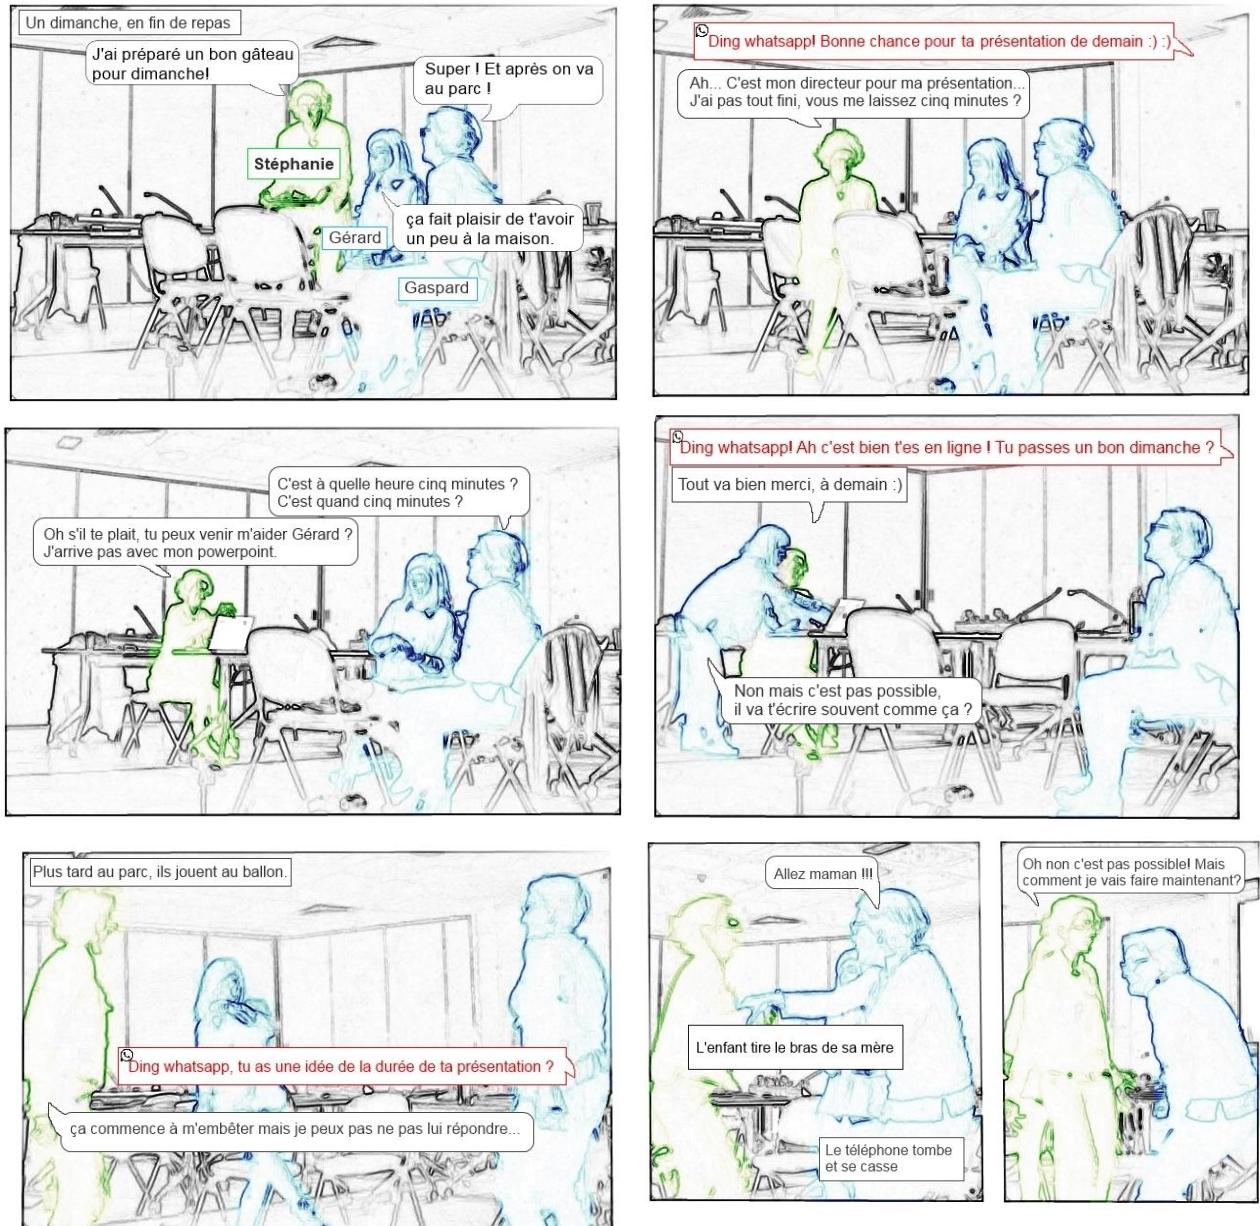 Un dimanche, en fin de repas
J'ai préparé un bon gâteau
pour dimanche!
Super ! Et après on va
au parc !
Stéphanie
ça fait plaisir de t'avoir
un peu à la maison.
Gérard
Gaspard
Ding whatsapp! Bonne chance pour ta présentation de demain :) :)
Ah... C'est mon directeur pour ma présentation...
J'ai pas tout fini, vous me laissez cinq minutes ?
C'est à quelle heure cinq minutes ?
C'est quand cinq minutes ?
Oh s'il te plait, tu peux venir m'aider Gérard ?
J'arrive pas avec mon powerpoint.
Ding whatsapp! Ah c'est bien t'es en ligne ! Tu passes un bon dimanche ?
Tout va bien merci, à demain :)
Non mais c'est pas possible,
il va t'écrire souvent comme ça ?
Plus tard au parc, ils jouent au ballon.
Ding whatsapp, tu as une idée de la durée de ta présentation ?
ça commence à m'embêter mais je peux pas ne pas lui répondre...
Allez maman !!!
L'enfant tire le bras de sa mère
Le téléphone tombe
et se casse
Oh non c'est pas possible! Mais
comment je vais faire maintenant?